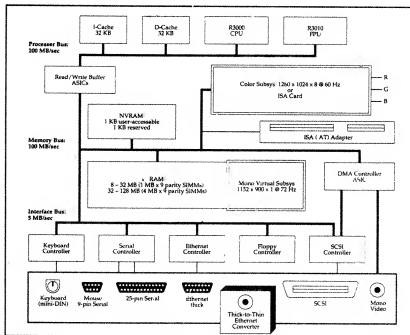 I-Cache
32 KB
D-Cache
32 KB
R3000
CPU
R3010
FPU
Processor Bus:
100 MB/sec
Read/Write Buffer
ASICs
Color Subsys: 1260 x 1024 x 8 @ 60 Hz
or
ISA Card
R
G
B
NVRAM:
1 KB user-accessable
1 KB reserved
ISA (AT) Adapter
Memory Bus:
100 MB/sec
RAM:
8 – 32 MB (1 MB x 9 parity SIMMs)
32 – 128 MB (4 MB x 9 parity SIMMs)
Mono Virtual Subsys
1152 x 900 x 1 @ 72 Hz
DMA Controller
ASIC
Interface Bus:
5 MB/sec
Keyboard
Controller
Serial
Controller
Ethernet
Controller
Floppy
Controller
SCSI
Controller
Keyboard
(mini-DIN)
Mouse
9-pin Serial
25-pin Serial
Ethernet
thick
Thick-to-Thin
Ethernet
Converter
SCSI
Mono
Video